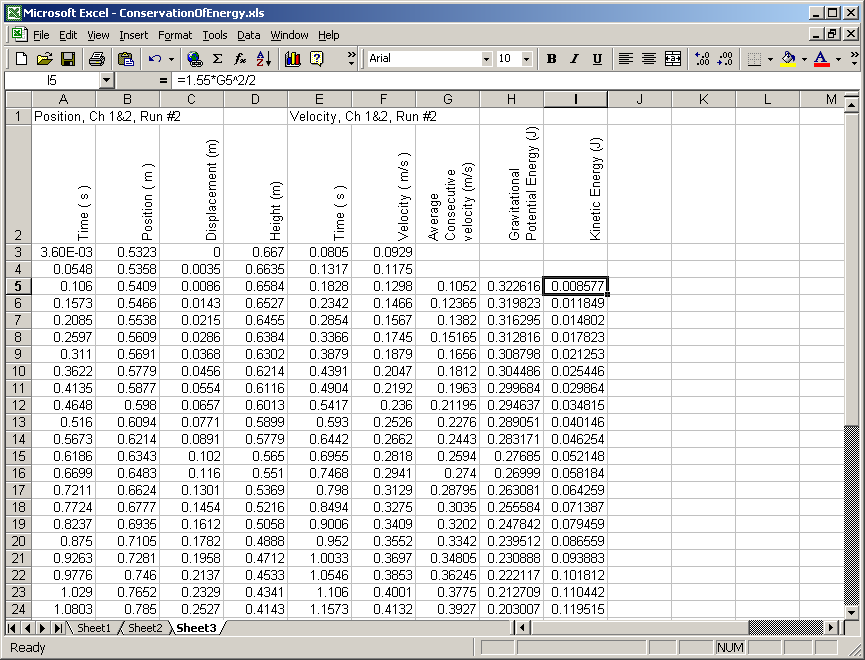 Microsoft Excel - ConservationOfEnergy.xls
File Edit View Insert Format Tools Data Window Help
Arial 10 B I U
I5 = =1.55*G5^2/2
A B C D E F G H I J K L M
1 Position, Ch 1&2, Run #2 Velocity, Ch 1&2, Run #2
2 Time ( s ) Position ( m ) Displacement (m) Height (m) Time ( s ) Velocity ( m/s ) Average Consecutive velocity (m/s) Gravitational Potential Energy (J) Kinetic Energy (J)
3 3.60E-03 0.5323 0 0.667 0.0805 0.0929
4 0.0548 0.5358 0.0035 0.6635 0.1317 0.1175
5 0.106 0.5409 0.0086 0.6584 0.1828 0.1298 0.1052 0.322616 0.008577
6 0.1573 0.5466 0.0143 0.6527 0.2342 0.1466 0.12365 0.319823 0.011849
7 0.2085 0.5538 0.0215 0.6455 0.2854 0.1567 0.1382 0.316295 0.014802
8 0.2597 0.5609 0.0286 0.6384 0.3366 0.1745 0.15165 0.312816 0.017823
9 0.311 0.5691 0.0368 0.6302 0.3879 0.1879 0.1656 0.308798 0.021253
10 0.3622 0.5779 0.0456 0.6214 0.4391 0.2047 0.1812 0.304486 0.025446
11 0.4135 0.5877 0.0554 0.6116 0.4904 0.2192 0.1963 0.299684 0.029864
12 0.4648 0.598 0.0657 0.6013 0.5417 0.236 0.21195 0.294637 0.034815
13 0.516 0.6094 0.0771 0.5899 0.593 0.2526 0.2276 0.289051 0.040146
14 0.5673 0.6214 0.0891 0.5779 0.6442 0.2662 0.2443 0.283171 0.046254
15 0.6186 0.6343 0.102 0.565 0.6955 0.2818 0.2594 0.27685 0.052148
16 0.6699 0.6483 0.116 0.551 0.7468 0.2941 0.274 0.26999 0.058184
17 0.7211 0.6624 0.1301 0.5369 0.798 0.3129 0.28795 0.263081 0.064259
18 0.7724 0.6777 0.1454 0.5216 0.8494 0.3275 0.3035 0.255584 0.071387
19 0.8237 0.6935 0.1612 0.5058 0.9006 0.3409 0.3202 0.247842 0.079459
20 0.875 0.7105 0.1782 0.4888 0.952 0.3552 0.3342 0.239512 0.086559
21 0.9263 0.7281 0.1958 0.4712 1.0033 0.3697 0.34805 0.230888 0.093883
22 0.9776 0.746 0.2137 0.4533 1.0546 0.3853 0.36245 0.222117 0.101812
23 1.029 0.7652 0.2329 0.4341 1.106 0.4001 0.3775 0.212709 0.110442
24 1.0803 0.785 0.2527 0.4143 1.1573 0.4132 0.3927 0.203007 0.119515
Sheet1 Sheet2 Sheet3
Ready NUM